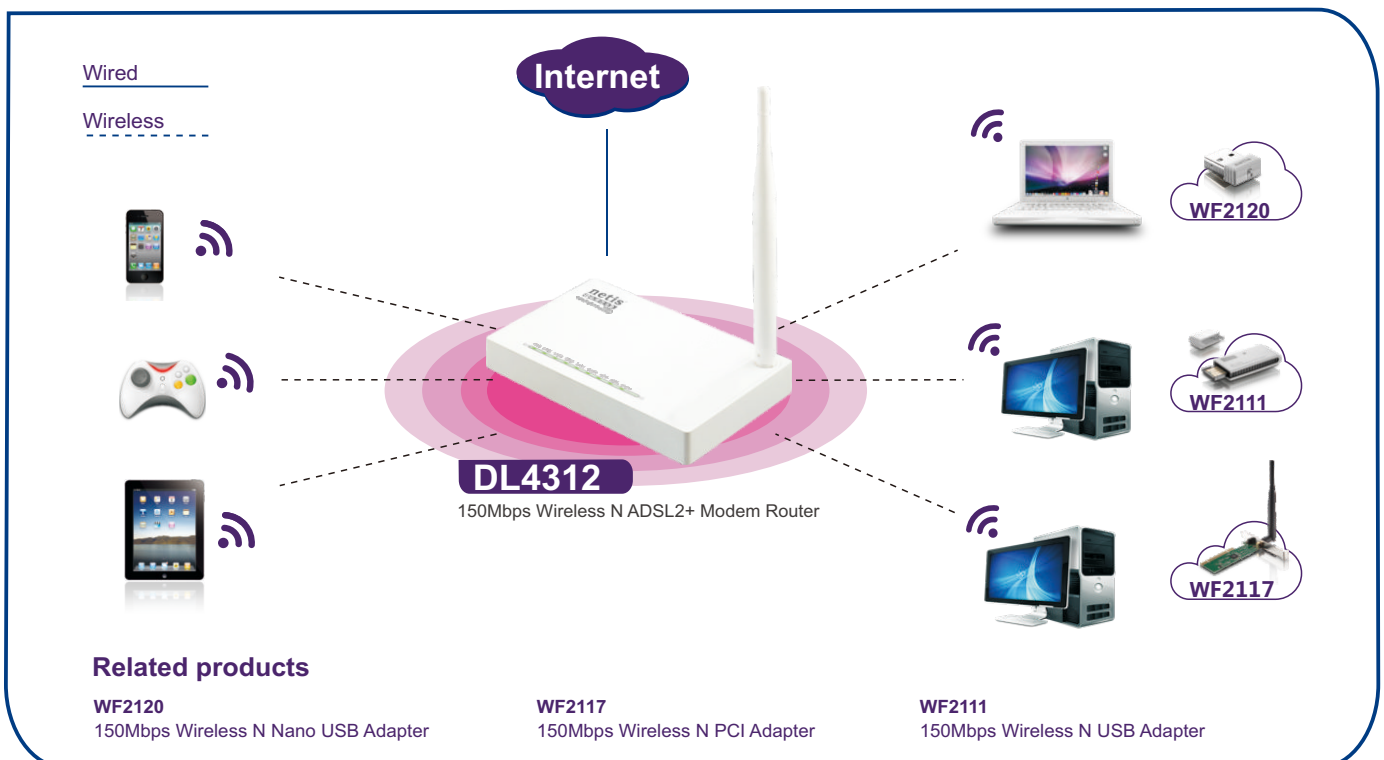 Wired
Wireless
Internet
netis
WF2120
WF2111
DL4312
150Mbps Wireless N ADSL2+ Modem Router
WF2117
Related products
WF2120
150Mbps Wireless N Nano USB Adapter
WF2117
150Mbps Wireless N PCI Adapter
WF2111
150Mbps Wireless N USB Adapter